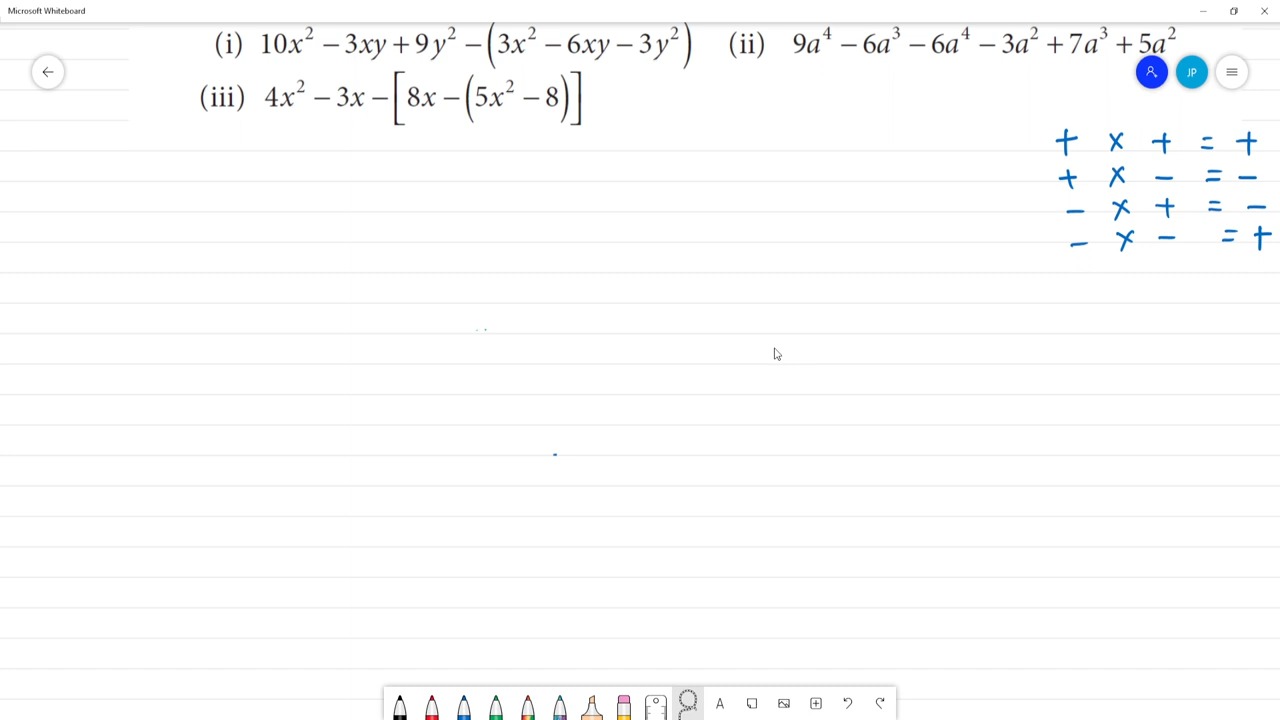 Microsoft Whiteboard
(i) 10x² − 3xy + 9y² − (3x² − 6xy − 3y²) (ii) 9a⁴ − 6a³ − 6a⁴ − 3a² + 7a³ + 5a²
JP
(iii) 4x² − 3x − [8x − (5x² − 8)]
+ × + = +
+ × − = −
− × + = −
− × − = +
A